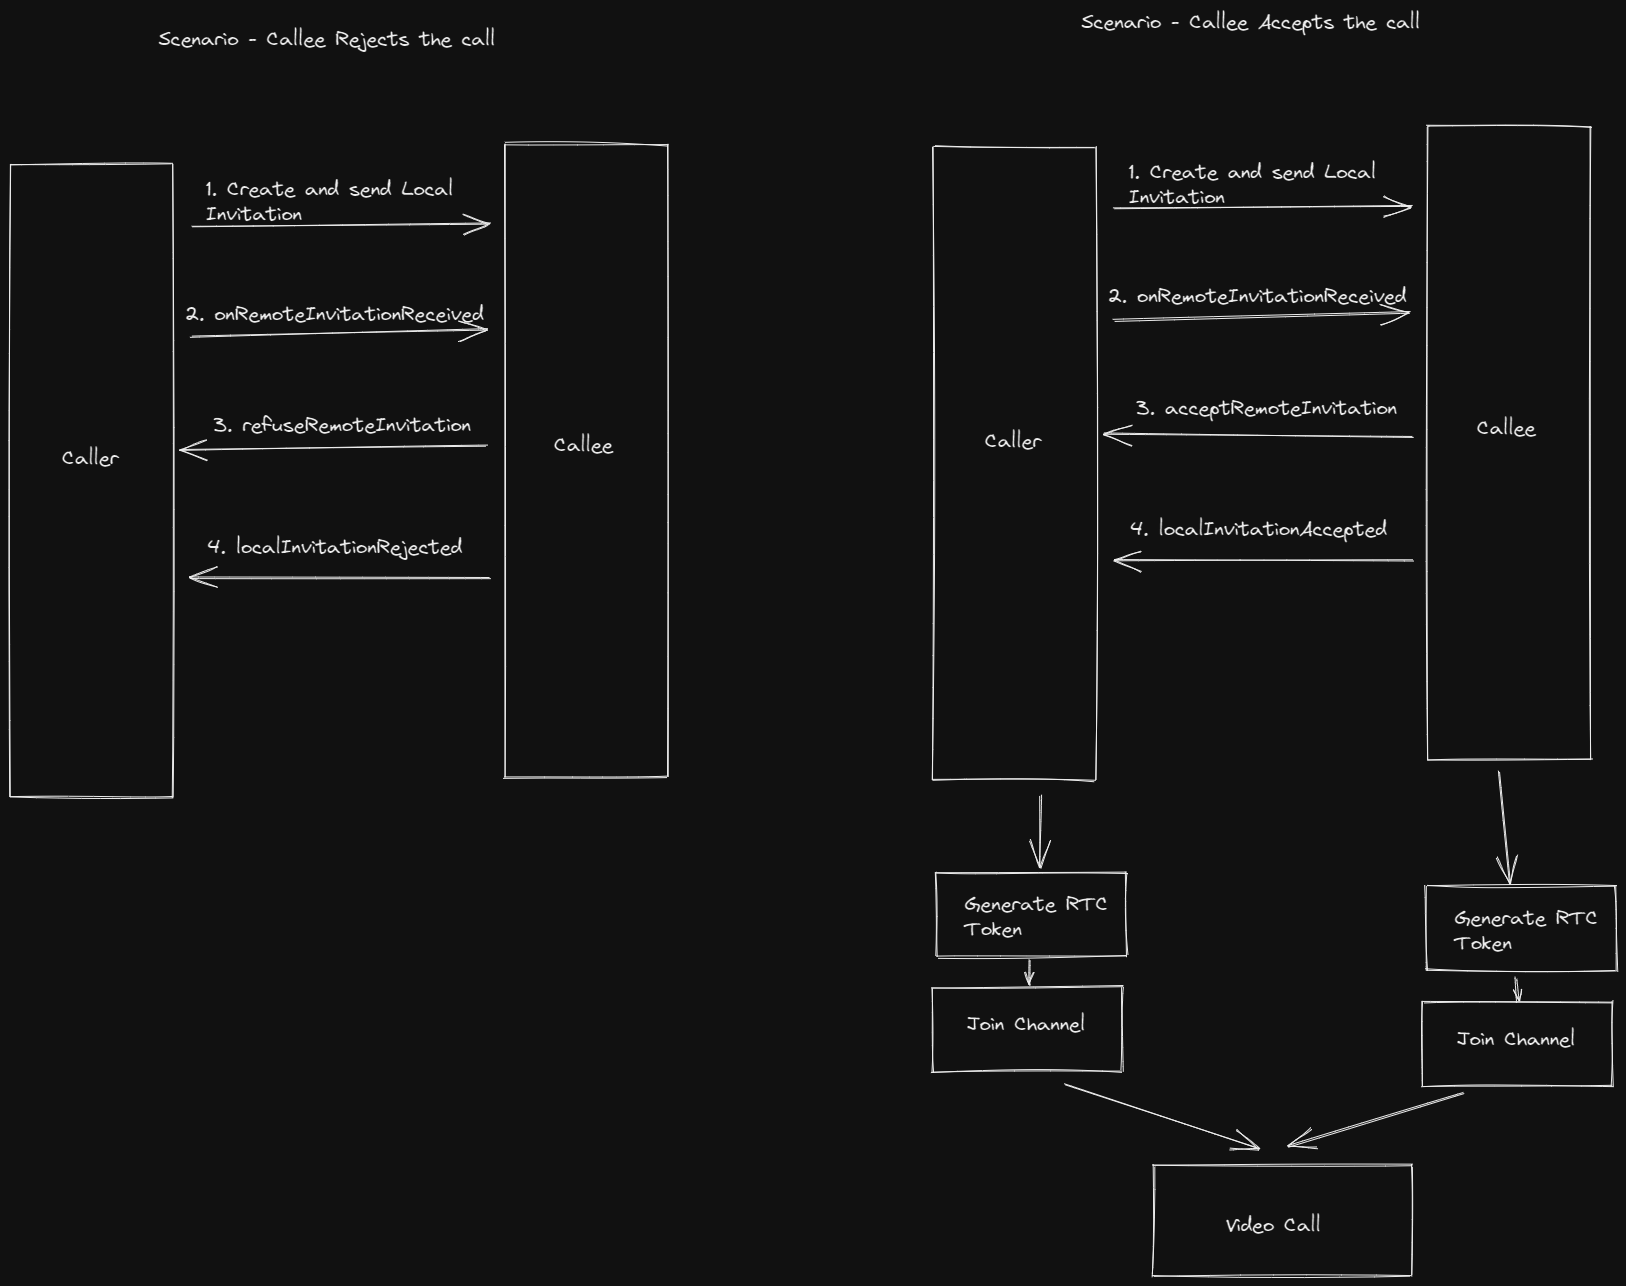 Scenario - Callee Rejects the call
1. Create and send Local
Invitation
2. onRemoteInvitationReceived
3. refuseRemoteInvitation
4. localInvitationRejected
Caller
Callee
Scenario - Callee Accepts the call
1. Create and send Local
Invitation
2. onRemoteInvitationReceived
3. acceptRemoteInvitation
4. localInvitationAccepted
Caller
Callee
Generate RTC
Token
Join Channel
Generate RTC
Token
Join Channel
Video Call